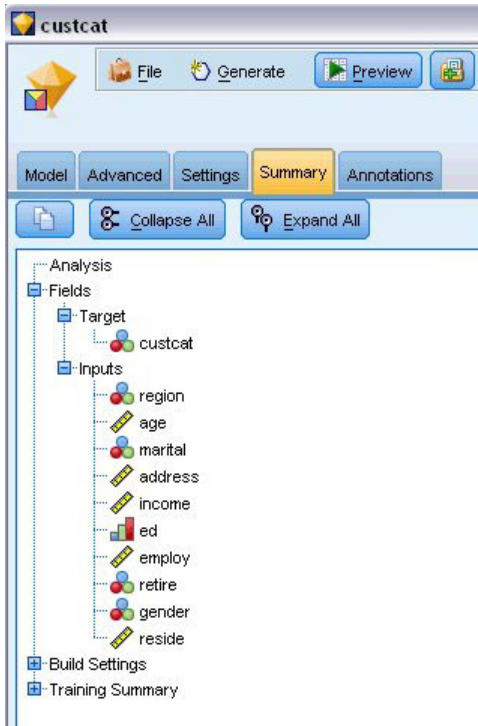 custcat
File Generate Preview
Model Advanced Settings Summary Annotations
Collapse All Expand All
Analysis
Fields
Target
custcat
Inputs
region
age
marital
address
income
ed
employ
retire
gender
reside
Build Settings
Training Summary